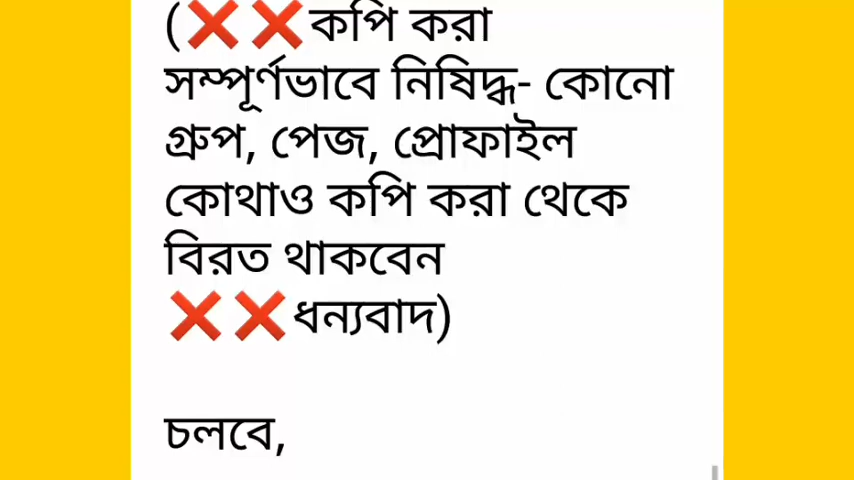 (❌❌কপি করা
সম্পূর্ণভাবে নিষিদ্ধ- কোনো
গ্রুপ, পেজ, প্রোফাইল
কোথাও কপি করা থেকে
বিরত থাকবেন
❌❌ধন্যবাদ)
চলবে,